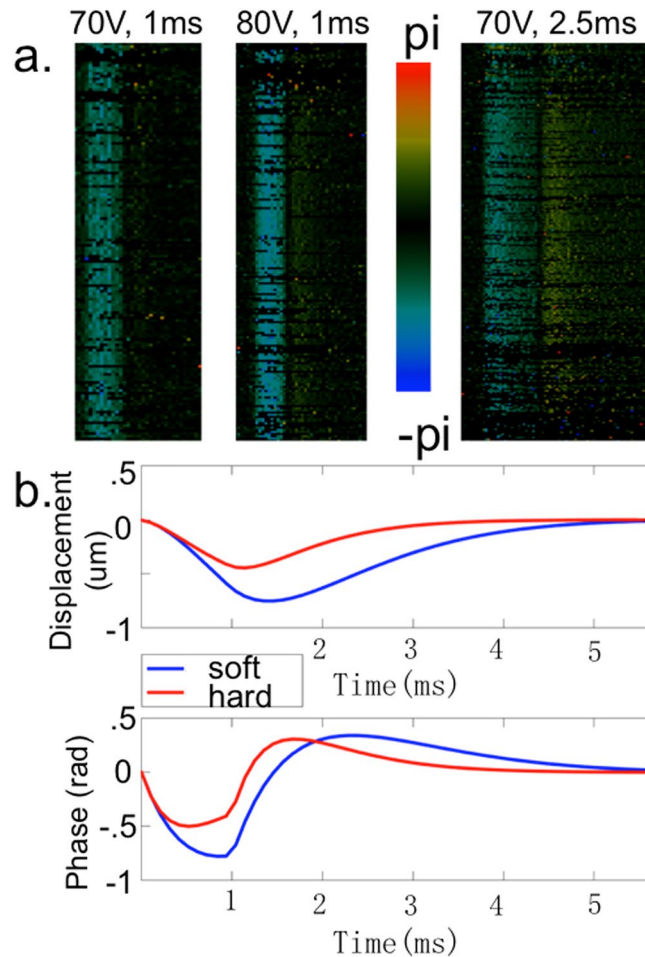 70V, 1ms 80V, 1ms pi 70V, 2.5ms
a.
-pi
b.
Displacement
(um)
.5
0
-1
2 3 4 5
Time(ms)
soft
hard
Phase (rad)
.5
0
-.5
-1
1 2 3 4 5
Time(ms)